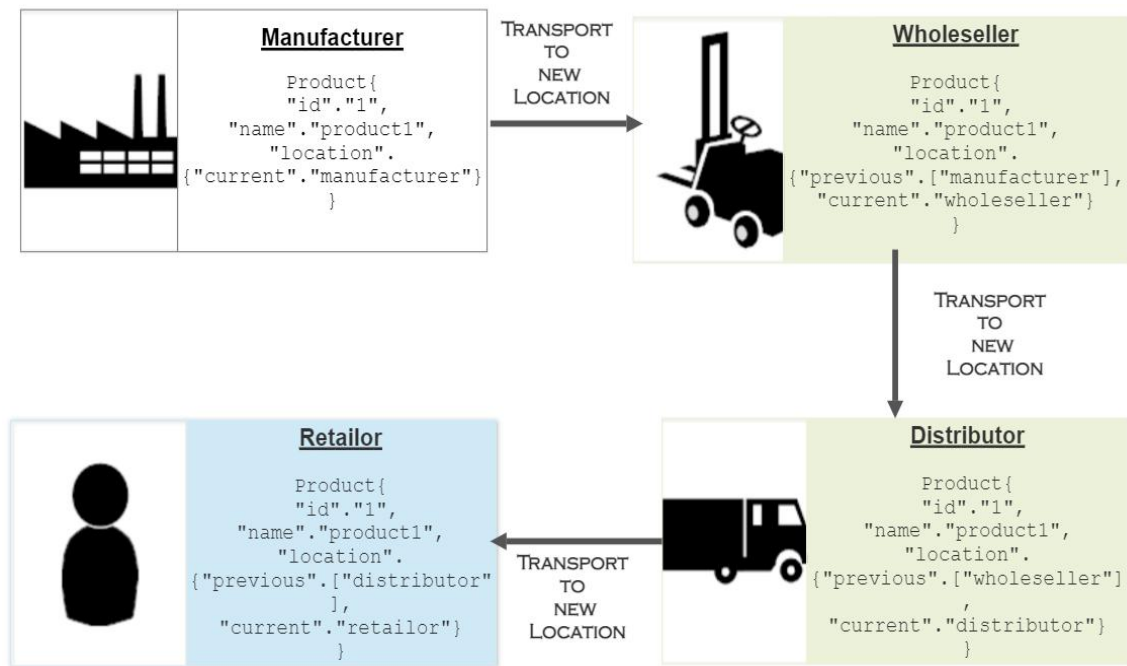 Manufacturer
Product{
"id"."1",
"name"."product1",
"location".
{"current"."manufacturer"}
}
TRANSPORT
TO
NEW
LOCATION
Wholeseller
Product{
"id"."1",
"name"."product1",
"location".
{"previous".["manufacturer"],
"current"."wholeseller"}
}
TRANSPORT
TO
NEW
LOCATION
Distributor
Product{
"id"."1",
"name"."product1",
"location".
{"previous".["wholeseller"]
,
"current"."distributor"}
}
TRANSPORT
TO
NEW
LOCATION
Retailor
Product{
"id"."1",
"name"."product1",
"location".
{"previous".["distributor"
],
"current"."retailor"}
}